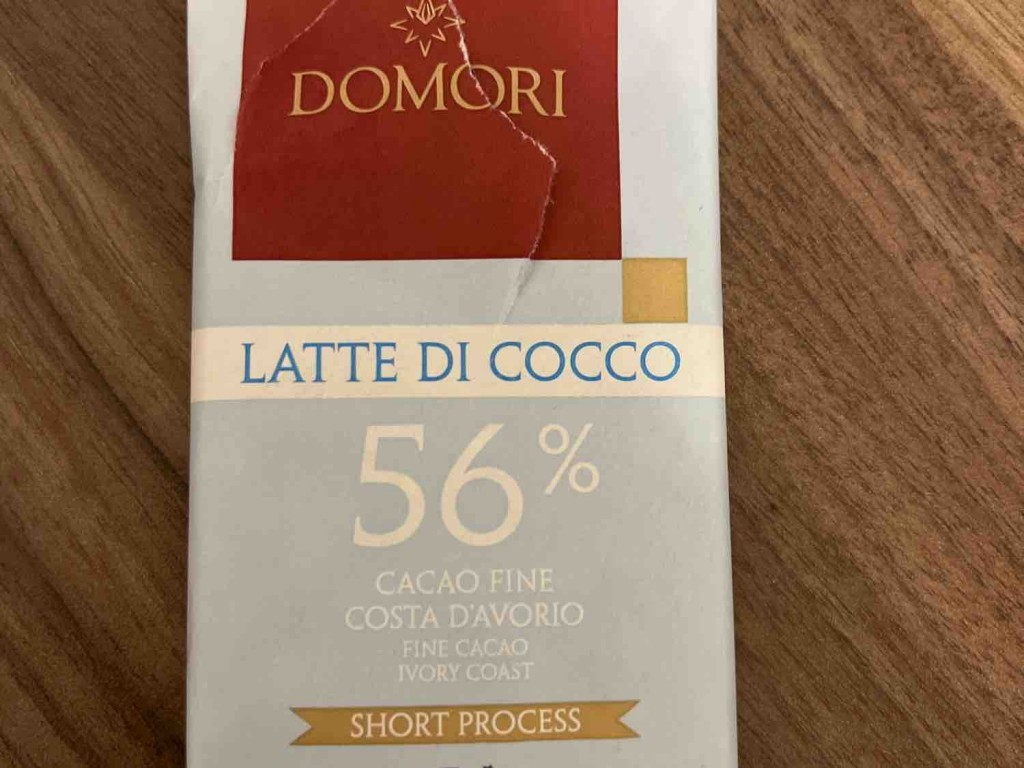 DOMORI
LATTE DI COCCO
56%
CACAO FINE
COSTA D'AVORIO
FINE CACAO
IVORY COAST
SHORT PROCESS